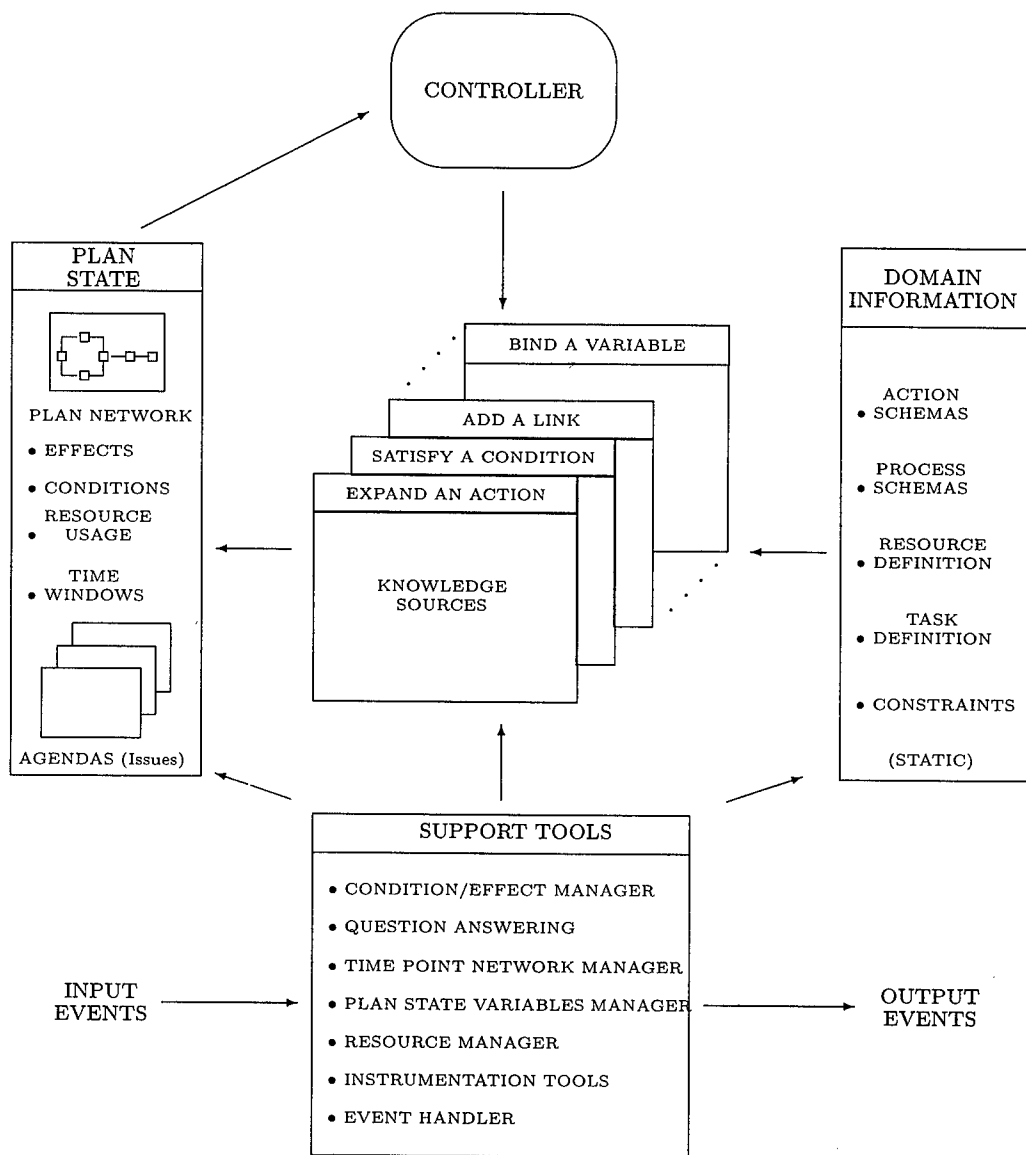 CONTROLLER
PLAN
STATE
PLAN NETWORK
• EFFECTS
• CONDITIONS
RESOURCE
• USAGE
TIME
• WINDOWS
AGENDAS (Issues)
BIND A VARIABLE
ADD A LINK
SATISFY A CONDITION
EXPAND AN ACTION
KNOWLEDGE
SOURCES
DOMAIN
INFORMATION
ACTION
• SCHEMAS
PROCESS
• SCHEMAS
RESOURCE
• DEFINITION
TASK
• DEFINITION
• CONSTRAINTS
(STATIC)
SUPPORT TOOLS
• CONDITION/EFFECT MANAGER
• QUESTION ANSWERING
• TIME POINT NETWORK MANAGER
• PLAN STATE VARIABLES MANAGER
• RESOURCE MANAGER
• INSTRUMENTATION TOOLS
• EVENT HANDLER
INPUT
EVENTS
OUTPUT
EVENTS